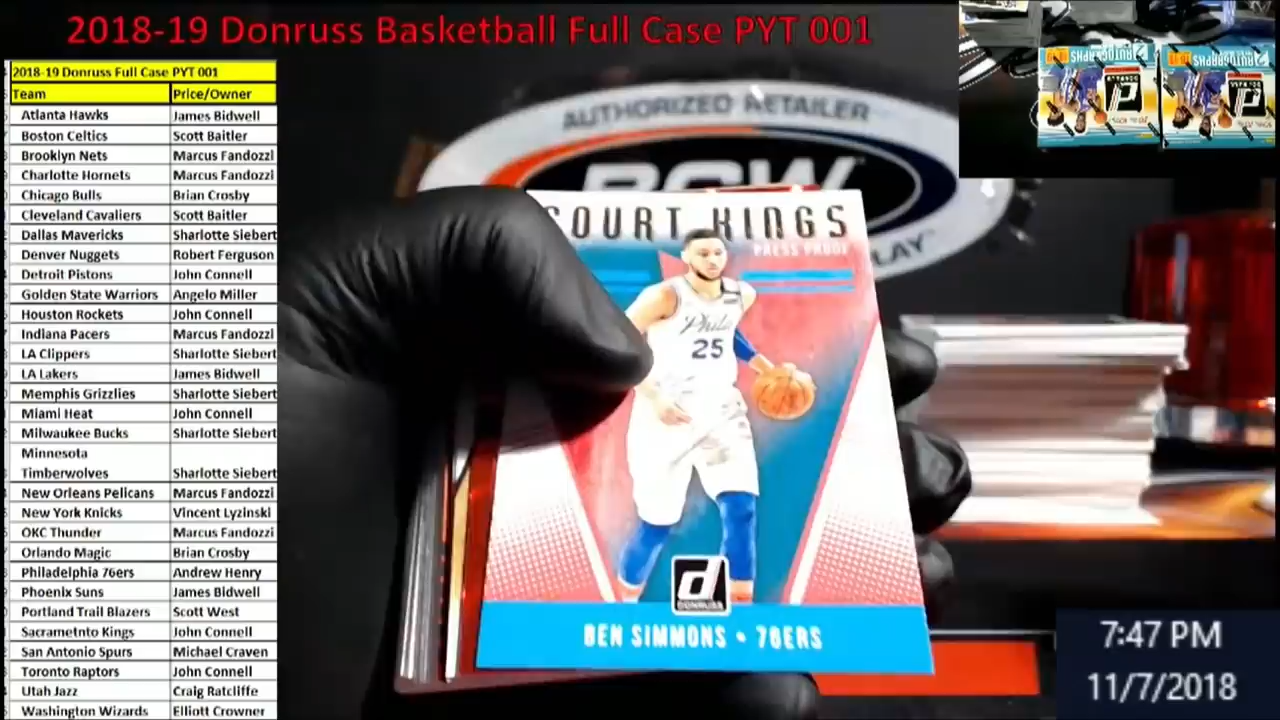 2018-19 Donruss Basketball Full Case PYT 001
2018-19 Donruss Full Case PYT 001
Team Price/Owner
Atlanta Hawks James Bidwell
Boston Celtics Scott Baitler
Brooklyn Nets Marcus Fandozzi
Charlotte Hornets Marcus Fandozzi
Chicago Bulls Brian Crosby
Cleveland Cavaliers Scott Baitler
Dallas Mavericks Sharlotte Siebert
Denver Nuggets Robert Ferguson
Detroit Pistons John Connell
Golden State Warriors Angelo Miller
Houston Rockets John Connell
Indiana Pacers Marcus Fandozzi
LA Clippers Sharlotte Siebert
LA Lakers James Bidwell
Memphis Grizzlies Sharlotte Siebert
Miami Heat John Connell
Milwaukee Bucks Sharlotte Siebert
Minnesota
Timberwolves Sharlotte Siebert
New Orleans Pelicans Marcus Fandozzi
New York Knicks Vincent Lyzinski
OKC Thunder Marcus Fandozzi
Orlando Magic Brian Crosby
Philadelphia 76ers Andrew Henry
Phoenix Suns James Bidwell
Portland Trail Blazers Scott West
Sacrametnto Kings John Connell
San Antonio Spurs Michael Craven
Toronto Raptors John Connell
Utah Jazz Craig Ratcliffe
Washington Wizards Elliott Crowner
AUTHORIZED RETAILER
BCW
LAY
COURT KINGS
PRESS PROOF
Phila
25
d
DONRUSS
BEN SIMMONS • 76ERS
AUTOGRAPHS
AUTOGRAPHS
7:47 PM
11/7/2018